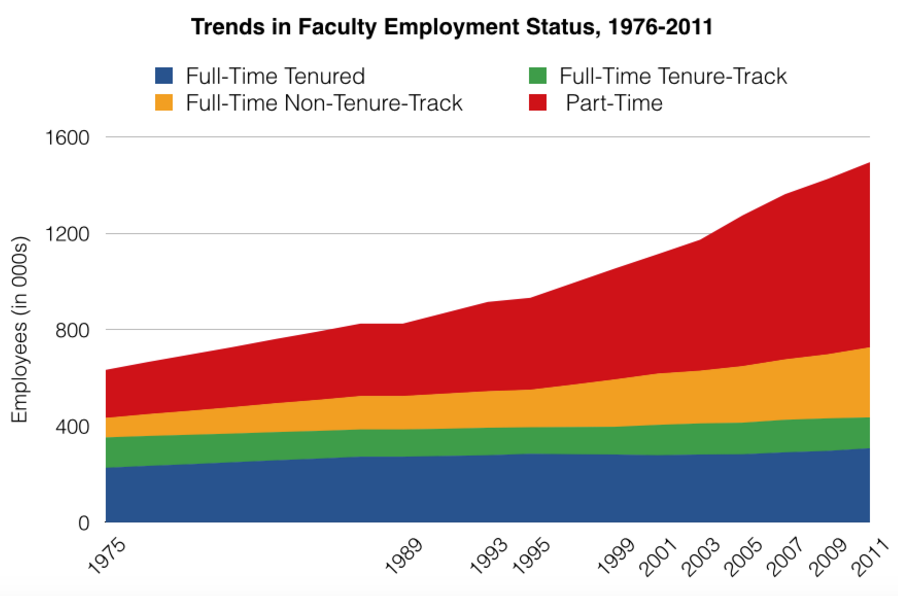 Trends in Faculty Employment Status, 1976-2011
Full-Time Tenured
Full-Time Tenure-Track
Full-Time Non-Tenure-Track
Part-Time
1600
1200
800
400
0
Employees (in 000s)
1975
1989
1993
1995
1999
2001
2003
2005
2007
2009
2011